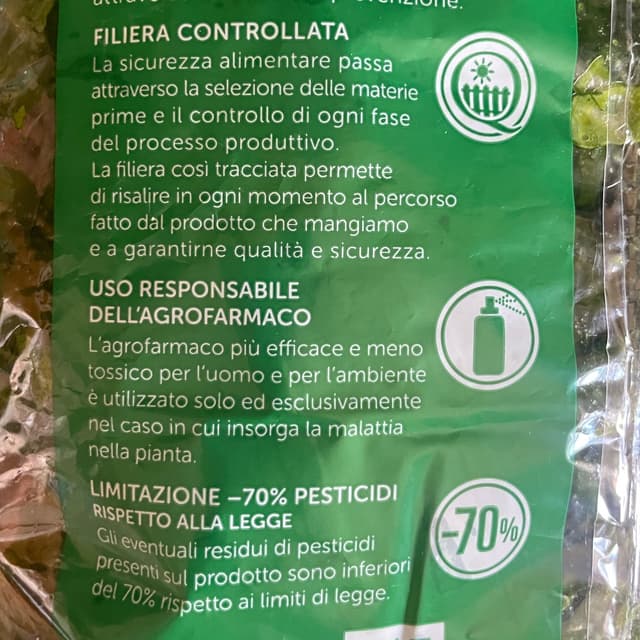 FILIERA CONTROLLATA
La sicurezza alimentare passa
attraverso la selezione delle materie
prime e il controllo di ogni fase
del processo produttivo.
La filiera così tracciata permette
di risalire in ogni momento al percorso
fatto dal prodotto che mangiamo
e a garantirne qualità e sicurezza.
USO RESPONSABILE
DELL'AGROFARMACO
L'agrofarmaco più efficace e meno
tossico per l'uomo e per l'ambiente
è utilizzato solo ed esclusivamente
nel caso in cui insorga la malattia
nella pianta.
LIMITAZIONE –70% PESTICIDI
RISPETTO ALLA LEGGE
Gli eventuali residui di pesticidi
presenti sul prodotto sono inferiori
del 70% rispetto ai limiti di legge.
–70%